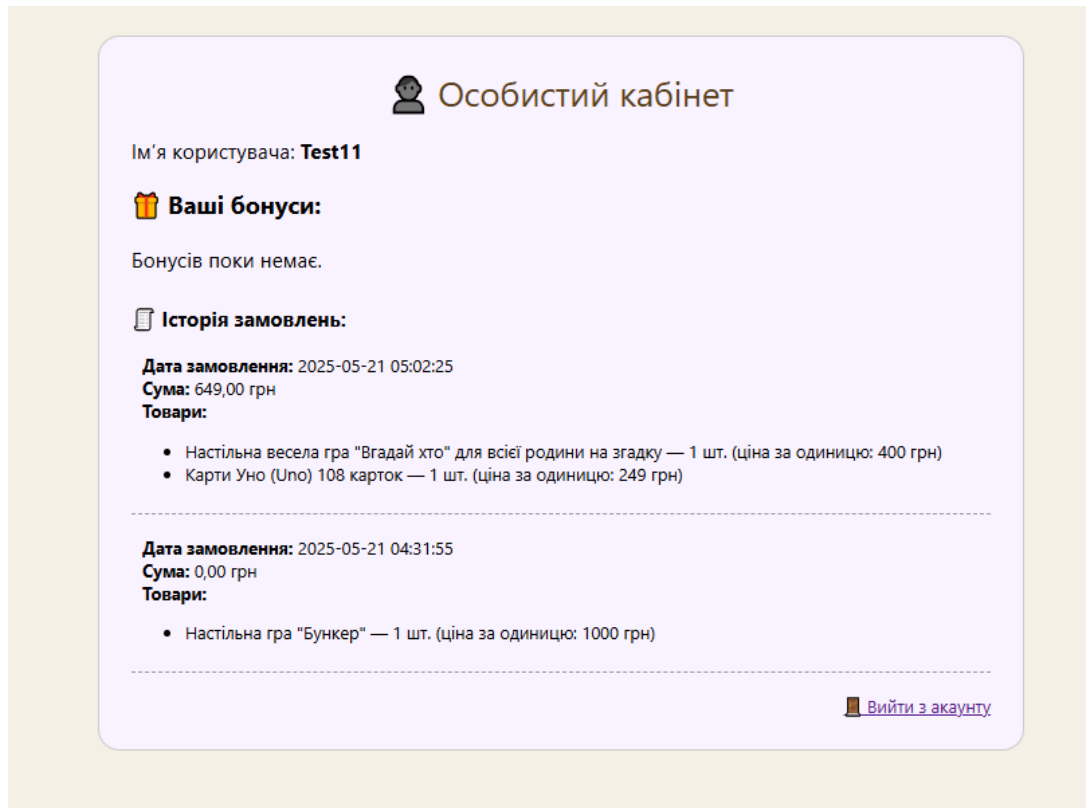 Особистий кабінет
Ім’я користувача: Test11
Ваші бонуси:
Бонусів поки немає.
Історія замовлень:
Дата замовлення: 2025-05-21 05:02:25
Сума: 649,00 грн
Товари:
Настільна весела гра "Вгадай хто" для всієї родини на згадку — 1 шт. (ціна за одиницю: 400 грн)
Карти Уно (Uno) 108 карток — 1 шт. (ціна за одиницю: 249 грн)
Дата замовлення: 2025-05-21 04:31:55
Сума: 0,00 грн
Товари:
Настільна гра "Бункер" — 1 шт. (ціна за одиницю: 1000 грн)
Вийти з акаунту